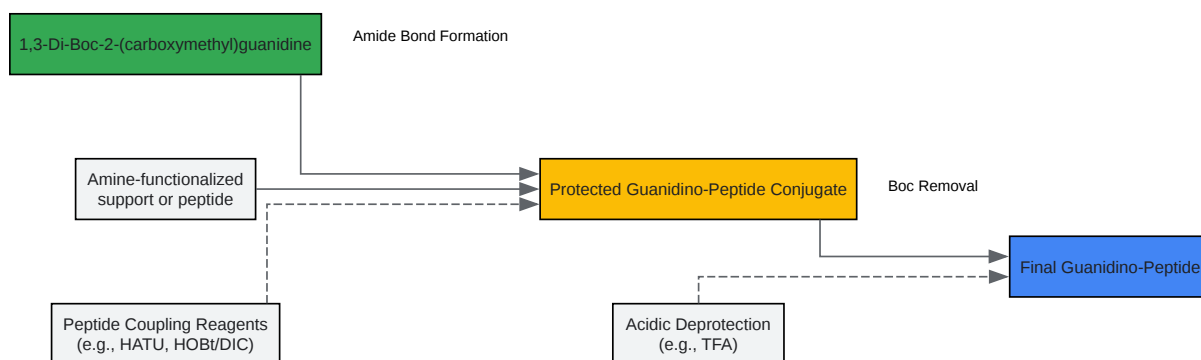 1,3-Di-Boc-2-(carboxymethyl)guanidine
Amide Bond Formation
Amine-functionalized
support or peptide
Protected Guanidino-Peptide Conjugate
Boc Removal
Final Guanidino-Peptide
Peptide Coupling Reagents
(e.g., HATU, HOBt/DIC)
Acidic Deprotection
(e.g., TFA)